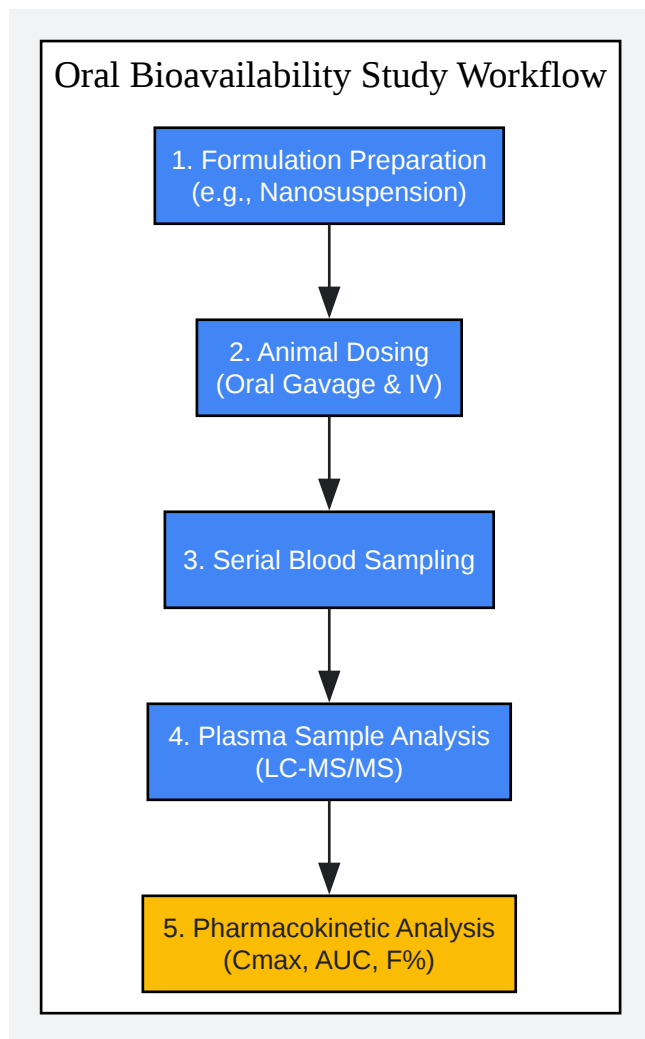 Oral Bioavailability Study Workflow
1. Formulation Preparation
(e.g., Nanosuspension)
2. Animal Dosing
(Oral Gavage & IV)
3. Serial Blood Sampling
4. Plasma Sample Analysis
(LC-MS/MS)
5. Pharmacokinetic Analysis
(Cmax, AUC, F%)